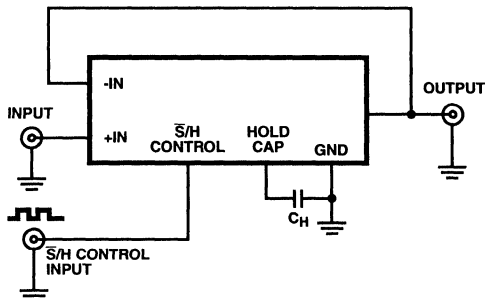 -IN
OUTPUT
INPUT
+IN
S̅/H
CONTROL
HOLD
CAP
GND
CH
S̅/H CONTROL
INPUT